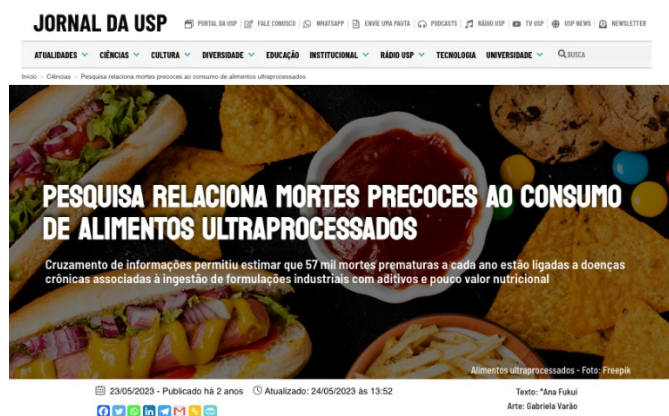 JORNAL DA USP
PORTAL DA USP | FALE CONOSCO | WHATSAPP | ENVIE UMA PAUTA | PODCASTS | RÁDIO USP | TV USP | USP NEWS | NEWSLETTER
ATUALIDADES CIÊNCIAS CULTURA DIVERSIDADE EDUCAÇÃO INSTITUCIONAL RÁDIO USP TECNOLOGIA UNIVERSIDADE BUSCA
Início > Ciências > Pesquisa relaciona mortes precoces ao consumo de alimentos ultraprocessados
PESQUISA RELACIONA MORTES PRECOCES AO CONSUMO
DE ALIMENTOS ULTRAPROCESSADOS
Cruzamento de informações permitiu estimar que 57 mil mortes prematuras a cada ano estão ligadas a doenças
crônicas associadas à ingestão de formulações industriais com aditivos e pouco valor nutricional
Alimentos ultraprocessados - Foto: Freepik
23/05/2023 - Publicado há 2 anos Atualizado: 24/05/2023 às 13:52
Texto: *Ana Fukui
Arte: Gabriela Varão